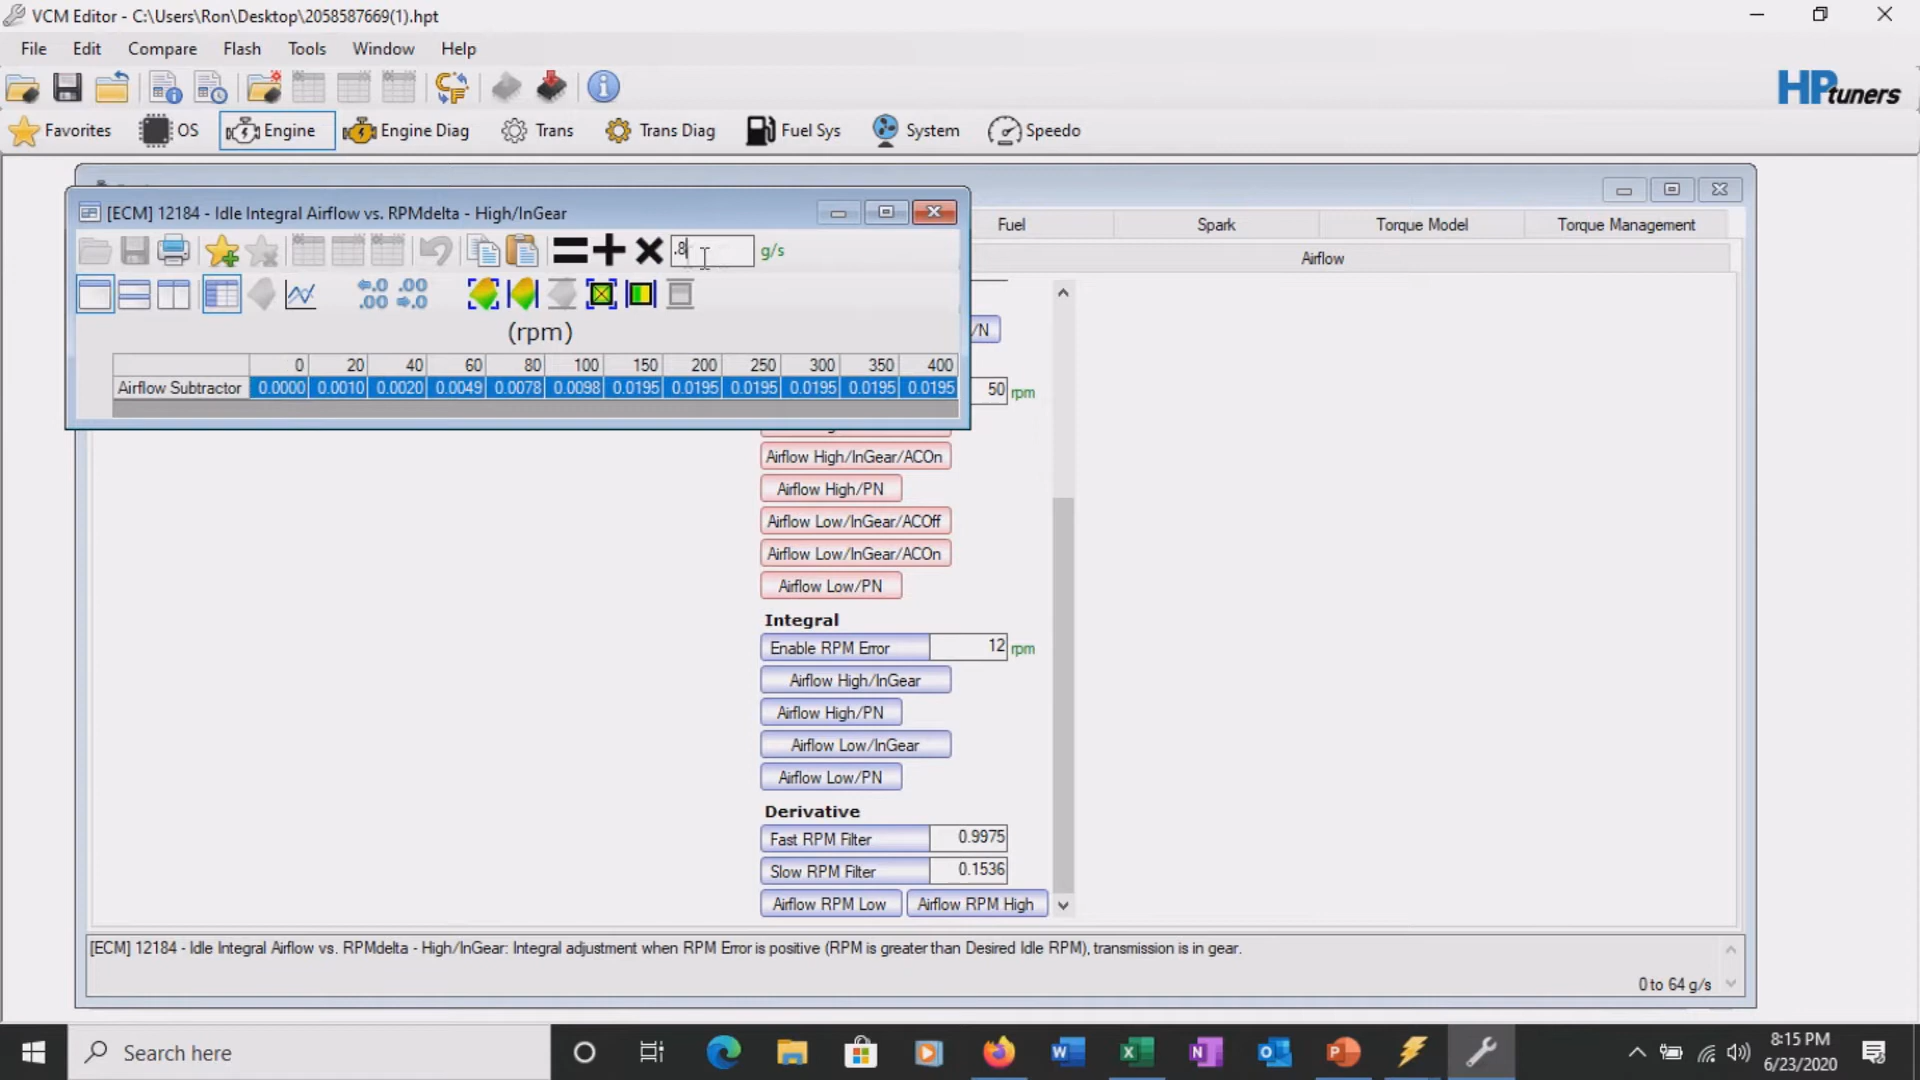 VCM Editor - C:\Users\Ron\Desktop\2058587669(1).hpt
File Edit Compare Flash Tools Window Help
HPtuners
Favorites OS Engine Engine Diag Trans Trans Diag Fuel Sys System Speedo
[ECM] 12184 - Idle Integral Airflow vs. RPMdelta - High/InGear
Fuel Spark Torque Model Torque Management
.8 g/s
Airflow
(rpm)
/N
0 20 40 60 80 100 150 200 250 300 350 400
Airflow Subtractor 0.0000 0.0010 0.0020 0.0049 0.0078 0.0098 0.0195 0.0195 0.0195 0.0195 0.0195 0.0195
50 rpm
Airflow High/InGear/ACOn
Airflow High/PN
Airflow Low/InGear/ACOff
Airflow Low/InGear/ACOn
Airflow Low/PN
Integral
Enable RPM Error 12 rpm
Airflow High/InGear
Airflow High/PN
Airflow Low/InGear
Airflow Low/PN
Derivative
Fast RPM Filter 0.9975
Slow RPM Filter 0.1536
Airflow RPM Low Airflow RPM High
[ECM] 12184 - Idle Integral Airflow vs. RPMdelta - High/InGear: Integral adjustment when RPM Error is positive (RPM is greater than Desired Idle RPM), transmission is in gear.
0 to 64 g/s
Search here
8:15 PM
6/23/2020